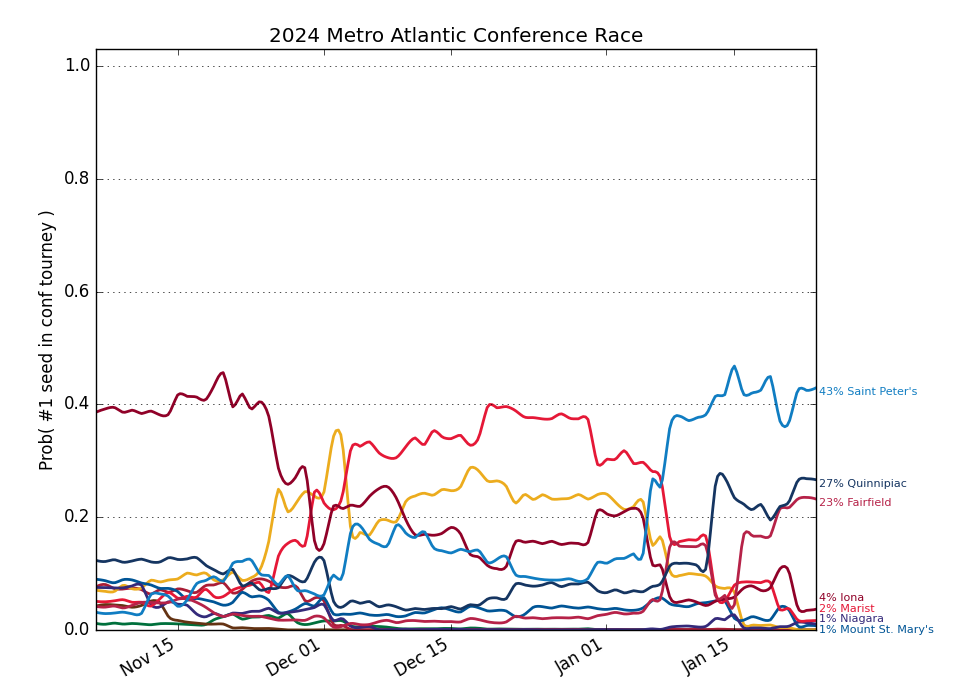 2024 Metro Atlantic Conference Race
Prob( #1 seed in conf tourney )
1.0
0.8
0.6
0.4
0.2
0.0
Nov 15
Dec 01
Dec 15
Jan 01
Jan 15
43% Saint Peter's
27% Quinnipiac
23% Fairfield
4% Iona
2% Marist
1% Niagara
1% Mount St. Mary's